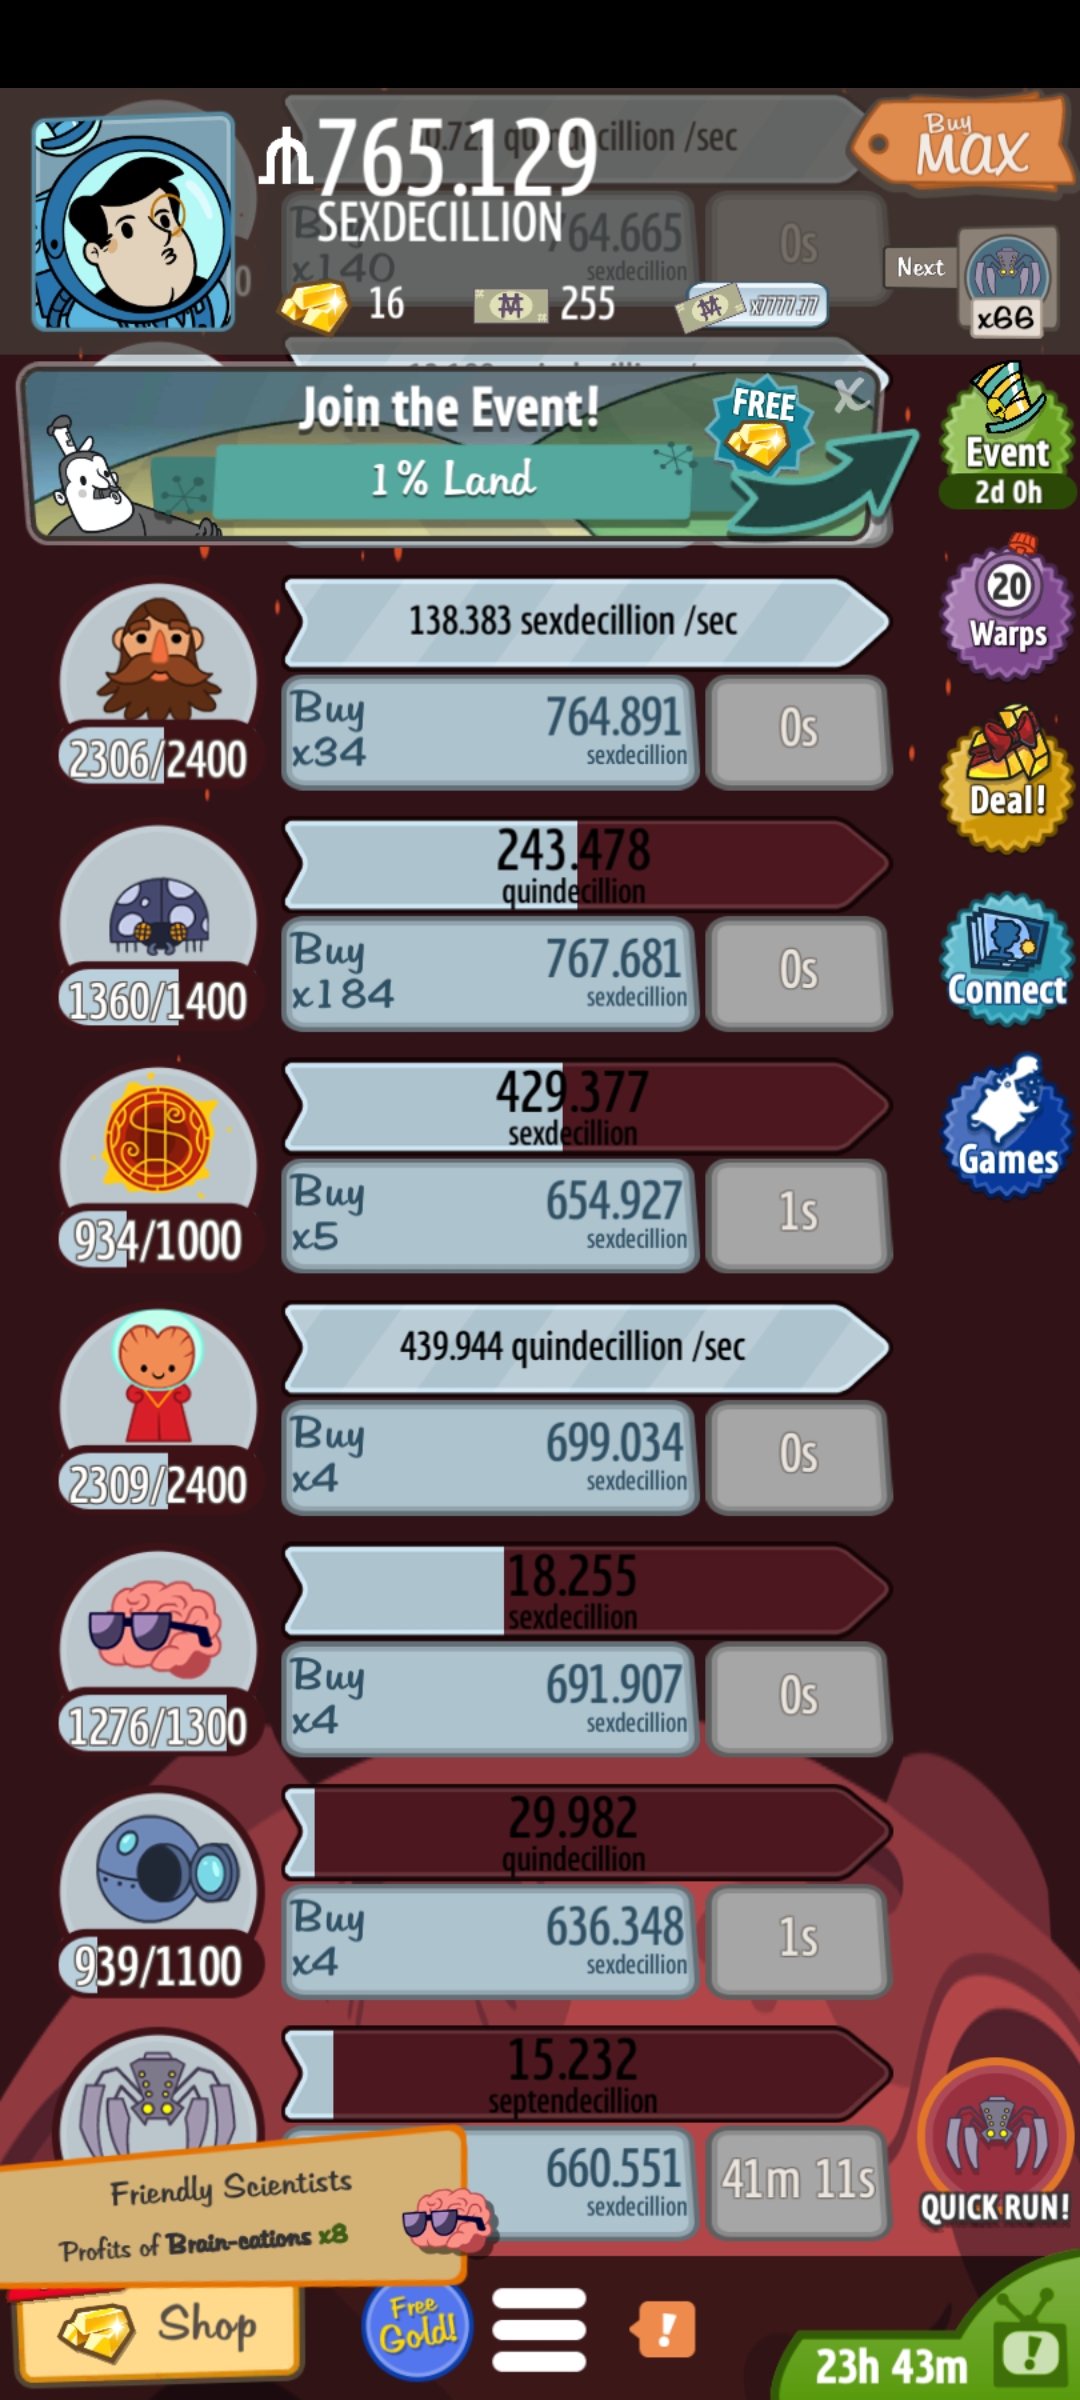 765.129
SEXDECILLION
quindecillion /sec
Buy
MAX
x140
764.665
sexdecillion
0s
Next
x66
16
255
x7777.77
Join the Event!
1% Land
FREE
X
Event
2d 0h
138.383 sexdecillion /sec
Buy
x34
764.891
sexdecillion
0s
2306/2400
20
Warps
Deal!
243.478
quindecillion
Buy
x184
767.681
sexdecillion
0s
1360/1400
Connect
429.377
sexdecillion
Buy
x5
654.927
sexdecillion
1s
934/1000
Games
439.944 quindecillion /sec
Buy
x4
699.034
sexdecillion
0s
2309/2400
18.255
sexdecillion
Buy
x4
691.907
sexdecillion
0s
1276/1300
29.982
quindecillion
Buy
x4
636.348
sexdecillion
1s
939/1100
15.232
septendecillion
660.551
sexdecillion
41m 11s
QUICK RUN!
Friendly Scientists
Profits of Brain-cations x8
Shop
Free
Gold!
!
23h 43m
!